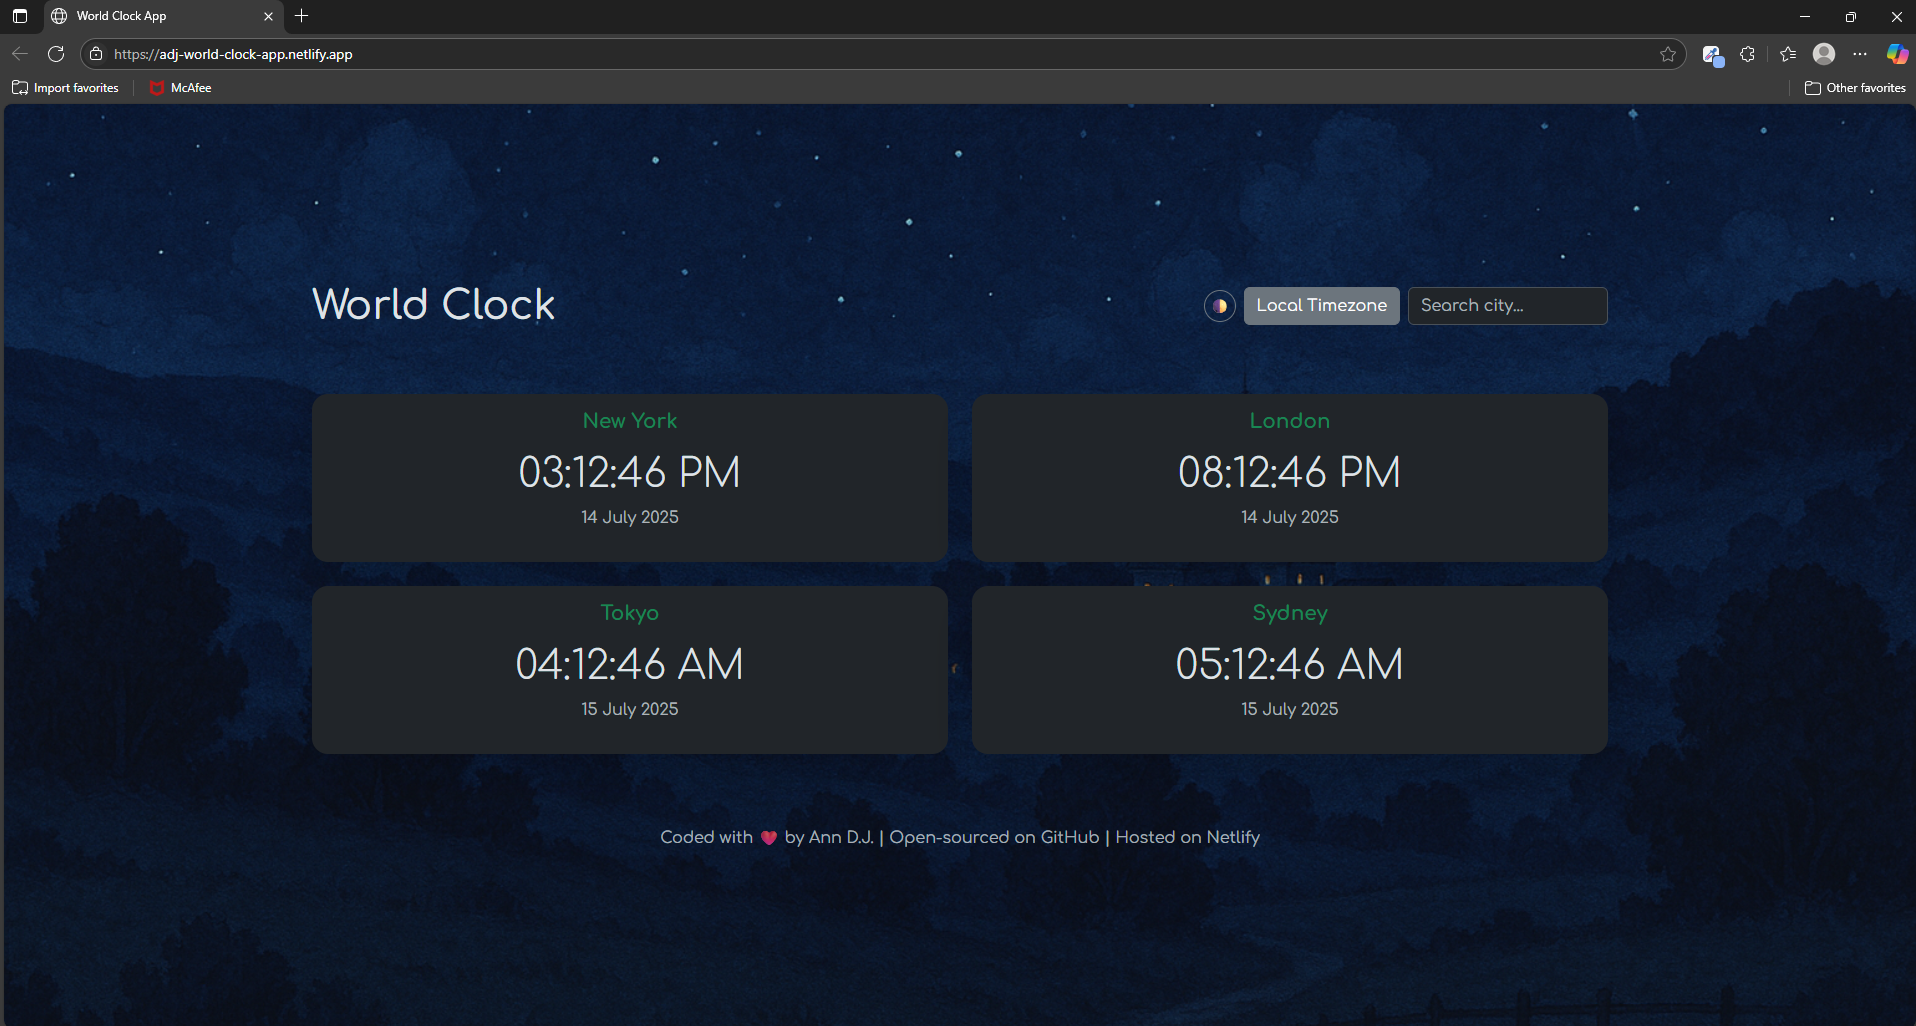 World Clock App
https://adj-world-clock-app.netlify.app
Import favorites
McAfee
Other favorites
World Clock
Local Timezone
Search city...
New York
03:12:46 PM
14 July 2025
London
08:12:46 PM
14 July 2025
Tokyo
04:12:46 AM
15 July 2025
Sydney
05:12:46 AM
15 July 2025
Coded with ❤️ by Ann D.J. | Open-sourced on GitHub | Hosted on Netlify